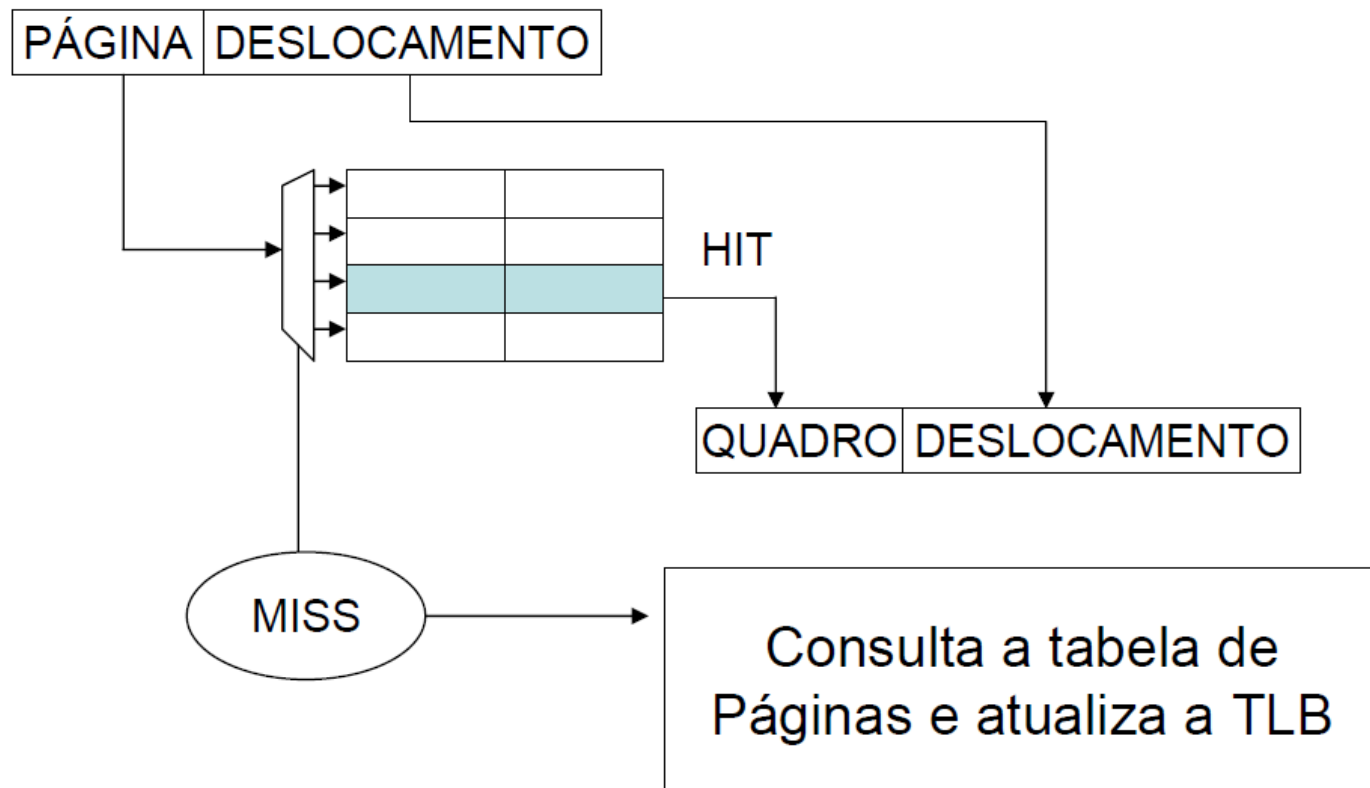 PÁGINA DESLOCAMENTO
HIT
QUADRO DESLOCAMENTO
MISS
Consulta a tabela de
Páginas e atualiza a TLB